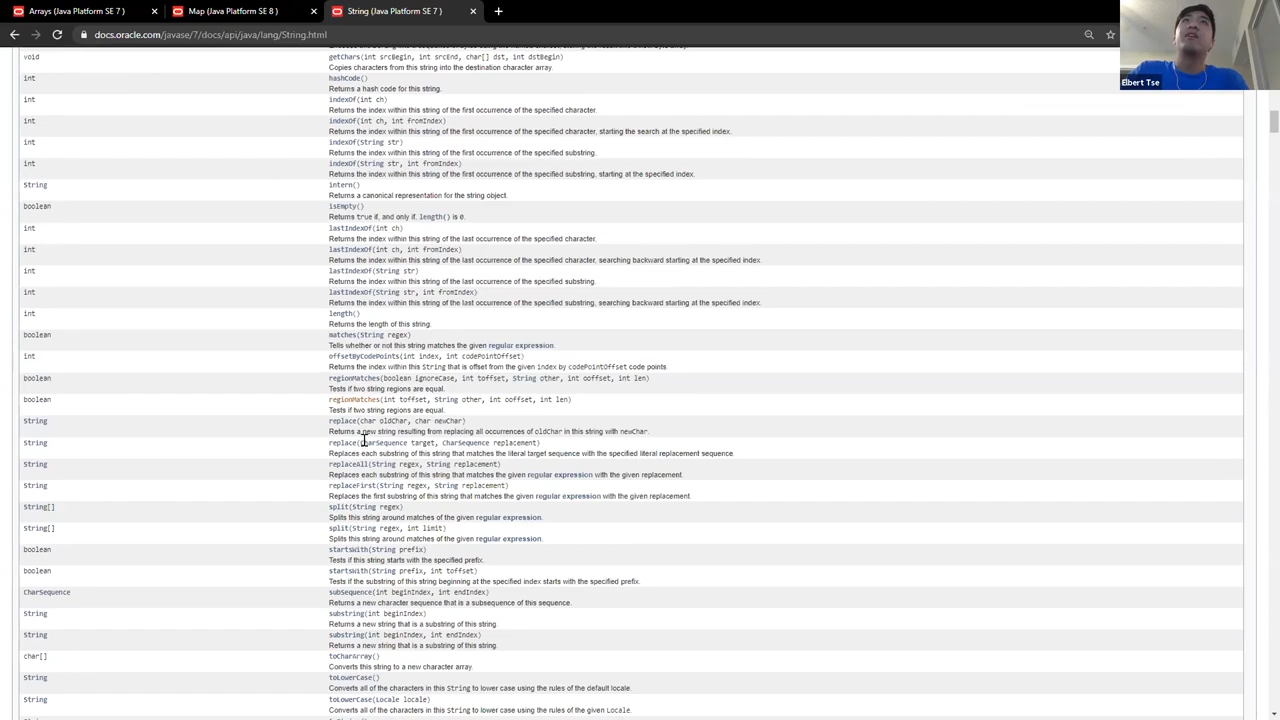 Arrays (Java Platform SE 7 )
Map (Java Platform SE 8 )
String (Java Platform SE 7 )
docs.oracle.com/javase/7/docs/api/java/lang/String.html
Elbert Tse
void getChars(int srcBegin, int srcEnd, char[] dst, int dstBegin)
Copies characters from this string into the destination character array.
int hashCode()
Returns a hash code for this string.
int indexOf(int ch)
Returns the index within this string of the first occurrence of the specified character.
int indexOf(int ch, int fromIndex)
Returns the index within this string of the first occurrence of the specified character, starting the search at the specified index.
int indexOf(String str)
Returns the index within this string of the first occurrence of the specified substring.
int indexOf(String str, int fromIndex)
Returns the index within this string of the first occurrence of the specified substring, starting at the specified index.
String intern()
Returns a canonical representation for the string object.
boolean isEmpty()
Returns true if, and only if, length() is 0.
int lastIndexOf(int ch)
Returns the index within this string of the last occurrence of the specified character.
int lastIndexOf(int ch, int fromIndex)
Returns the index within this string of the last occurrence of the specified character, searching backward starting at the specified index.
int lastIndexOf(String str)
Returns the index within this string of the last occurrence of the specified substring.
int lastIndexOf(String str, int fromIndex)
Returns the index within this string of the last occurrence of the specified substring, searching backward starting at the specified index.
int length()
Returns the length of this string.
boolean matches(String regex)
Tells whether or not this string matches the given regular expression.
int offsetByCodePoints(int index, int codePointOffset)
Returns the index within this String that is offset from the given index by codePointOffset code points.
boolean regionMatches(boolean ignoreCase, int toffset, String other, int ooffset, int len)
Tests if two string regions are equal.
boolean regionMatches(int toffset, String other, int ooffset, int len)
Tests if two string regions are equal.
String replace(char oldChar, char newChar)
Returns a new string resulting from replacing all occurrences of oldChar in this string with newChar.
String replace(CharSequence target, CharSequence replacement)
Replaces each substring of this string that matches the literal target sequence with the specified literal replacement sequence.
String replaceAll(String regex, String replacement)
Replaces each substring of this string that matches the given regular expression with the given replacement.
String replaceFirst(String regex, String replacement)
Replaces the first substring of this string that matches the given regular expression with the given replacement.
String[] split(String regex)
Splits this string around matches of the given regular expression.
String[] split(String regex, int limit)
Splits this string around matches of the given regular expression.
boolean startsWith(String prefix)
Tests if this string starts with the specified prefix.
boolean startsWith(String prefix, int toffset)
Tests if the substring of this string beginning at the specified index starts with the specified prefix.
CharSequence subSequence(int beginIndex, int endIndex)
Returns a new character sequence that is a subsequence of this sequence.
String substring(int beginIndex)
Returns a new string that is a substring of this string.
String substring(int beginIndex, int endIndex)
Returns a new string that is a substring of this string.
char[] toCharArray()
Converts this string to a new character array.
String toLowerCase()
Converts all of the characters in this String to lower case using the rules of the default locale.
String toLowerCase(Locale locale)
Converts all of the characters in this String to lower case using the rules of the given Locale.